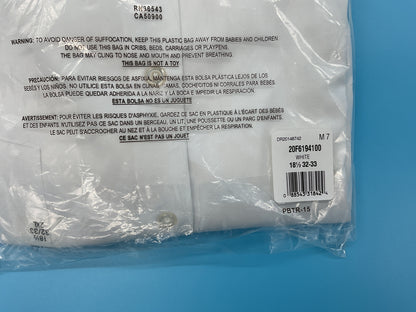 CA50900
WARNING: TO AVOID DANGER OF SUFFOCATION, KEEP THIS PLASTIC BAG AWAY FROM BABIES AND CHILDREN
DO NOT USE THIS BAG IN CRIBS, BEDS, CARRIAGES OR PLAYPENS.
THE BAG MAY CLING TO NOSE AND MOUTH AND PREVENT BREATHING.
THIS BAG IS NOT A TOY
PRECAUCIÓN: PARA EVITAR RIESGOS DE ASFIXIA, MANTENGA ESTA BOLSA PLÁSTICA LEJOS DE LOS
BEBÉS Y LOS NIÑOS. NO UTILICE ESTA BOLSA EN CUNAS, CAMAS, COCHECITOS NI CORRALES PARA BEBÉS
LA BOLSA PUEDE QUEDAR ADHERIDA A LA NARIZ O LA BOCA E IMPEDIR LA RESPIRACIÓN
ESTA BOLSA NO ES UN JUGUETE
AVERTISSEMENT: POUR ÉVITER LES RISQUES D'ASPHYXIE, GARDEZ CE SAC EN PLASTIQUE À L'ÉCART DES BÉBÉS
ET DES ENFANTS. N'UTILISEZ PAS CE SAC DANS UN BERCEAU, UN LIT, UNE POUSSETTE OU UN PARC D'ENFANT
LE SAC PEUT S'ACCROCHER AU NEZ ET À LA BOUCHE ET EMPÊCHER LA RESPIRATION.
CE SAC N'EST PAS UN JOUET
M 7
20F6194100
WHITE
18½ 32-33
PBTR-15
18½
32/33
2XL